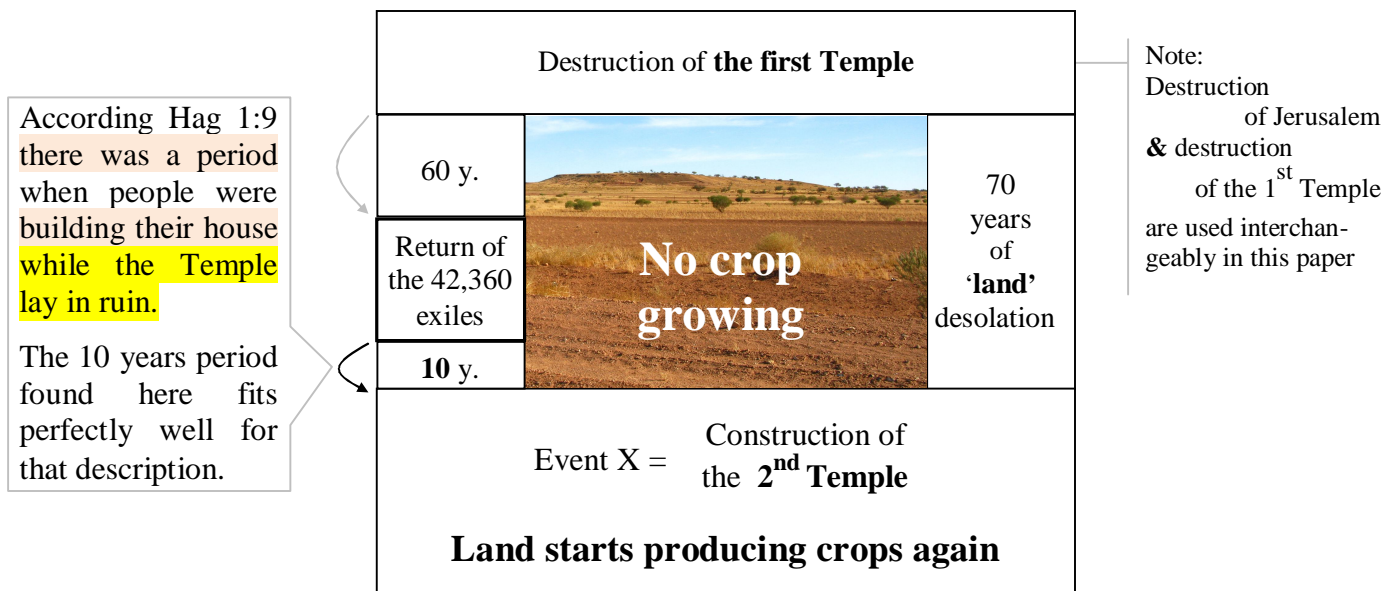 Destruction of the first Temple
Note:
Destruction
of Jerusalem
& destruction
of the 1st Temple
are used interchan-
geably in this paper
According Hag 1:9
there was a period
when people were
building their house
while the Temple
lay in ruin.
The 10 years period
found here fits
perfectly well for
that description.
60 y.
Return of
the 42,360
exiles
10 y.
No crop
growing
70
years
of
‘land’
desolation
Event X =
Construction of
the 2nd Temple
Land starts producing crops again